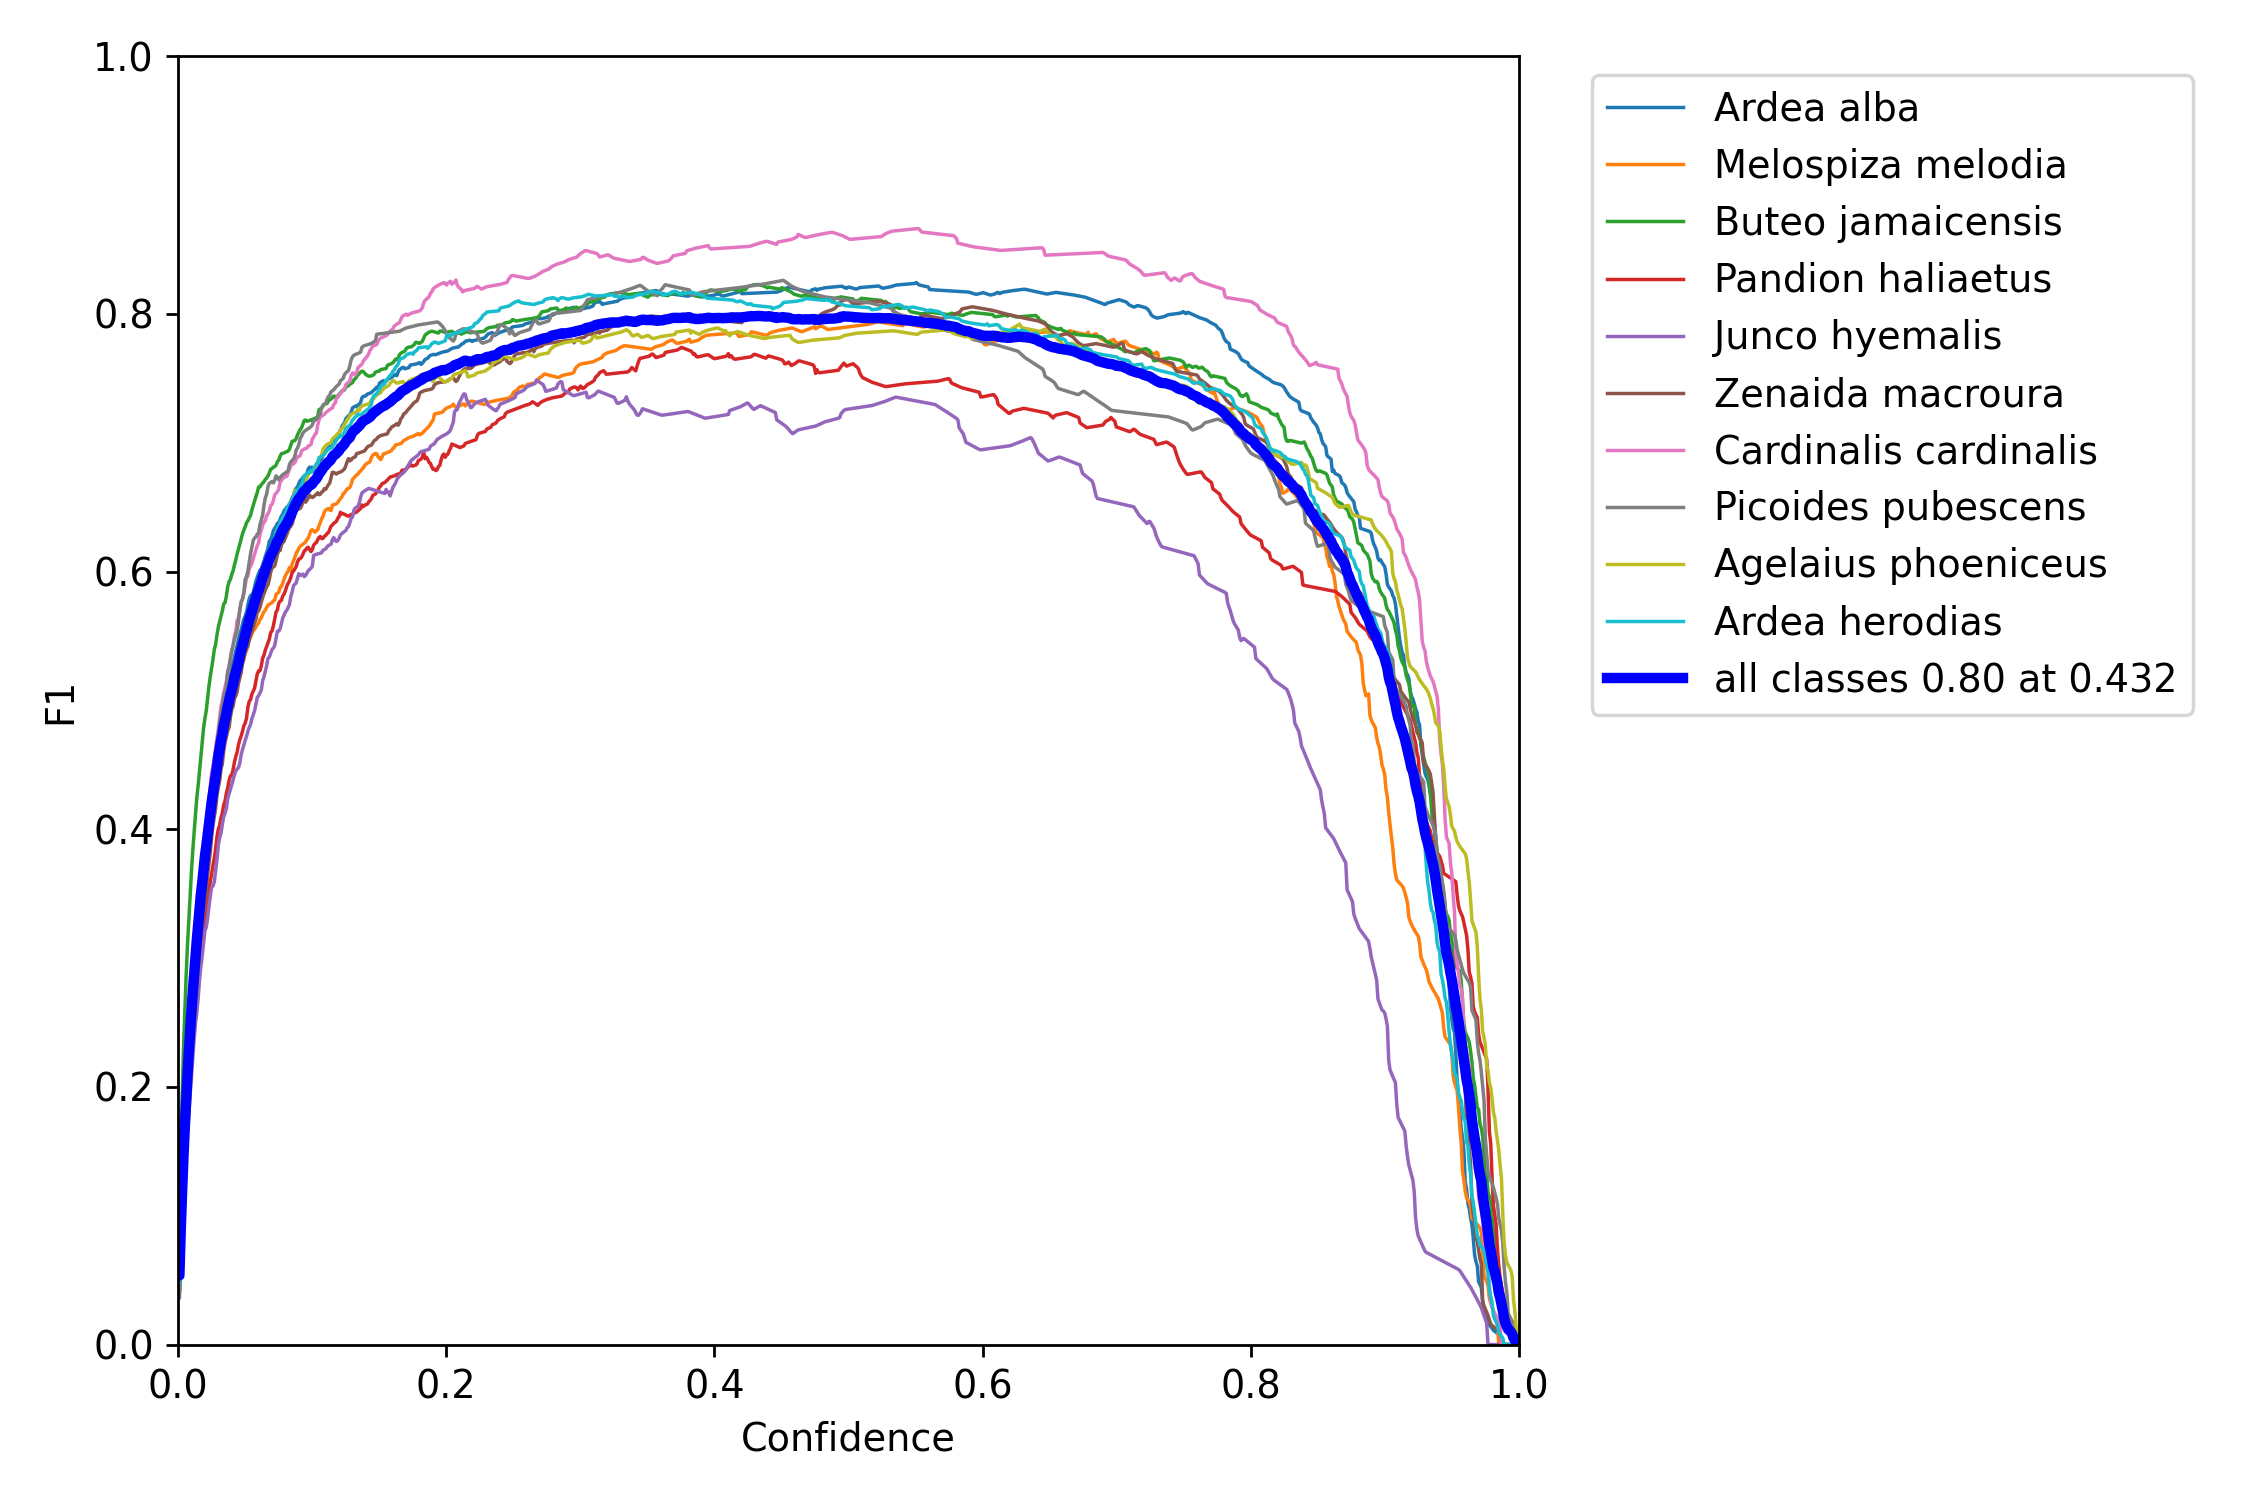 1.0
0.8
0.6
0.4
0.2
0.0
0.0 0.2 0.4 0.6 0.8 1.0
F1
Confidence
Ardea alba
Melospiza melodia
Buteo jamaicensis
Pandion haliaetus
Junco hyemalis
Zenaida macroura
Cardinalis cardinalis
Picoides pubescens
Agelaius phoeniceus
Ardea herodias
all classes 0.80 at 0.432